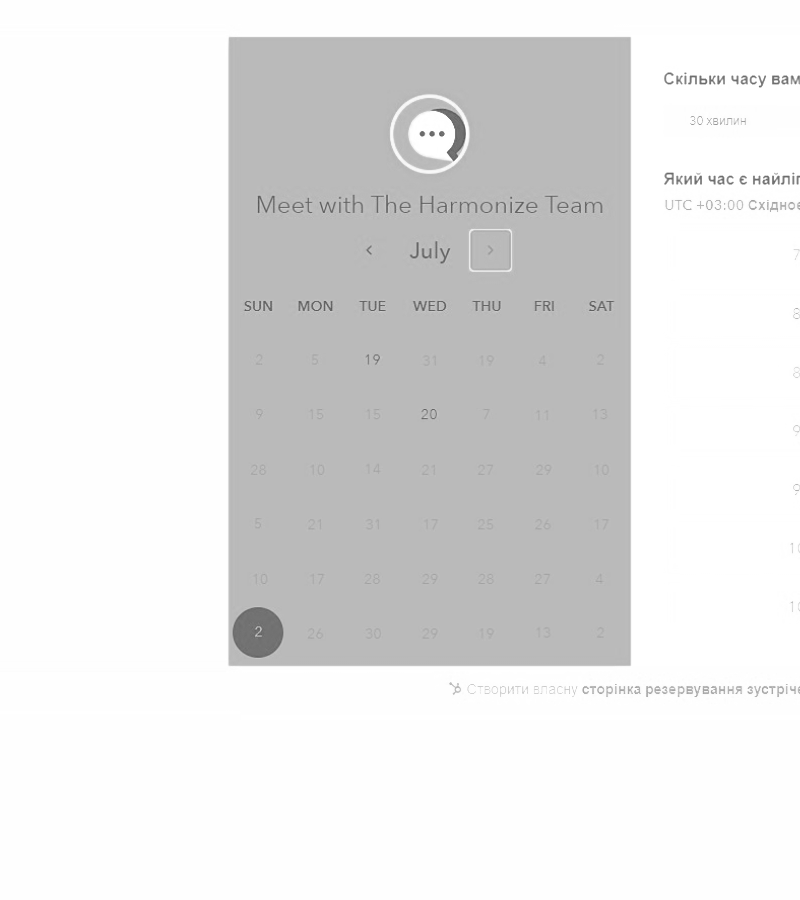 Скільки часу вам
30 хвилин
Який час є найліп
UTC +03:00 Східноє
Meet with The Harmonize Team
July
SUN MON TUE WED THU FRI SAT
2 5 19 31 19 4 2
9 15 15 20 7 11 13
28 10 14 21 27 29 10
5 21 31 17 25 26 17
10 17 28 29 28 27 4
2 26 30 29 19 13 2
7
8
8
9
9
10
10
Створити власну сторінка резервування зустріче